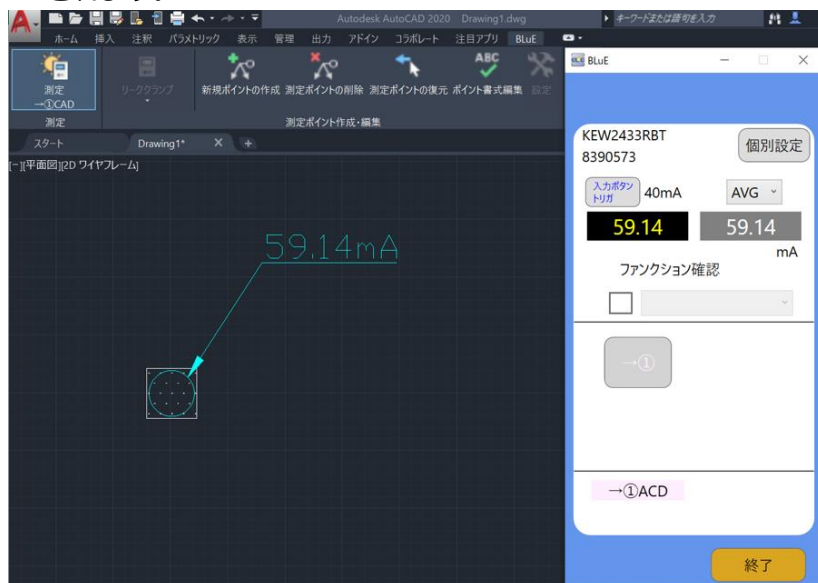 Autodesk AutoCAD 2020 Drawing1.dwg
キーワードまたは語句を入力
ホーム 挿入 注釈 パラメトリック 表示 管理 出力 アドイン コラボレート 注目アプリ BLuE
測定
→①CAD
リーククランプ
新規ポイントの作成 測定ポイントの削除 測定ポイントの復元 ポイント書式編集 設定
ABC
測定
測定ポイント作成・編集
スタート
Drawing1*
[−][平面図][2D ワイヤフレーム]
59.14mA
BLuE
KEW2433RBT
8390573
個別設定
入力ボタン
トリガ
40mA
AVG
59.14
59.14
mA
ファンクション確認
→①
→①ACD
終了